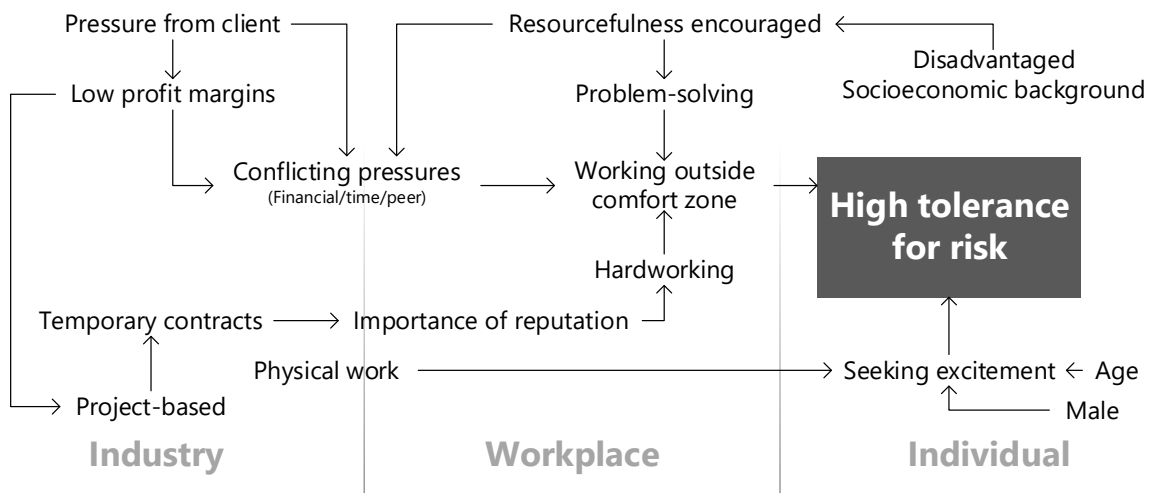 Pressure from client
Resourcefulness encouraged
Disadvantaged
Socioeconomic background
Low profit margins
Problem-solving
Conflicting pressures
(Financial/time/peer)
Working outside
comfort zone
High tolerance
for risk
Hardworking
Temporary contracts
Importance of reputation
Physical work
Seeking excitement
Age
Project-based
Male
Industry
Workplace
Individual